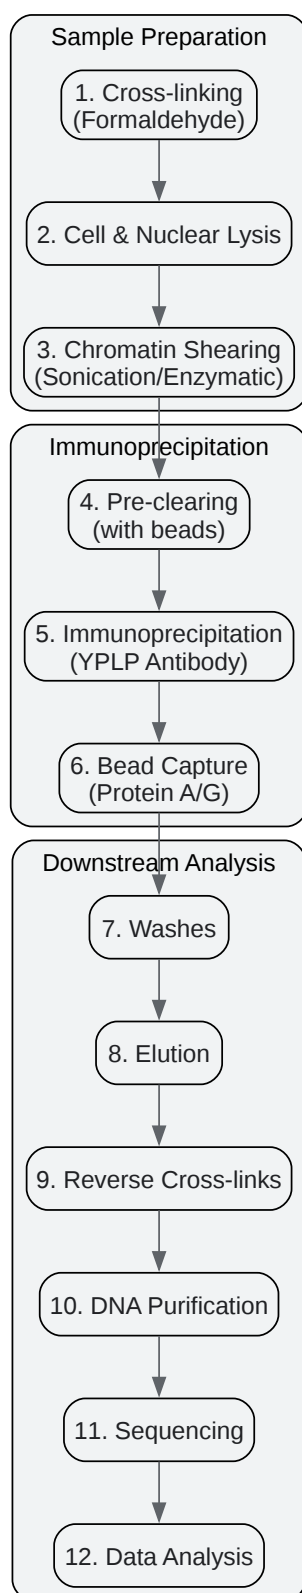 Sample Preparation
1. Cross-linking
(Formaldehyde)
2. Cell & Nuclear Lysis
3. Chromatin Shearing
(Sonication/Enzymatic)
Immunoprecipitation
4. Pre-clearing
(with beads)
5. Immunoprecipitation
(YPLP Antibody)
6. Bead Capture
(Protein A/G)
Downstream Analysis
7. Washes
8. Elution
9. Reverse Cross-links
10. DNA Purification
11. Sequencing
12. Data Analysis